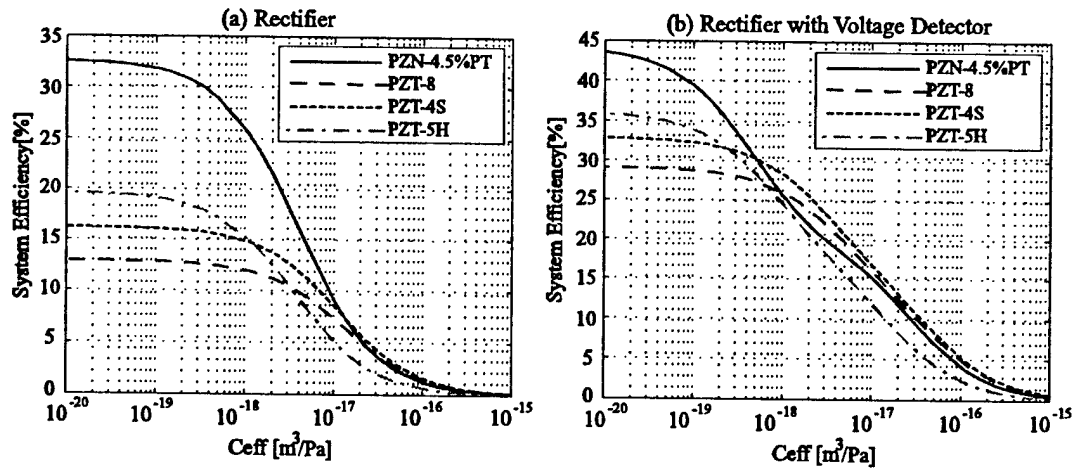 (a) Rectifier
System Efficiency[%]
35
30
25
20
15
10
5
0
PZN-4.5%PT
PZT-8
PZT-4S
PZT-5H
10^-20
10^-19
10^-18
10^-17
10^-16
10^-15
Ceff [m^3/Pa]
(b) Rectifier with Voltage Detector
System Efficiency[%]
45
40
35
30
25
20
15
10
5
0
PZN-4.5%PT
PZT-8
PZT-4S
PZT-5H
10^-20
10^-19
10^-18
10^-17
10^-16
10^-15
Ceff [m^3/Pa]